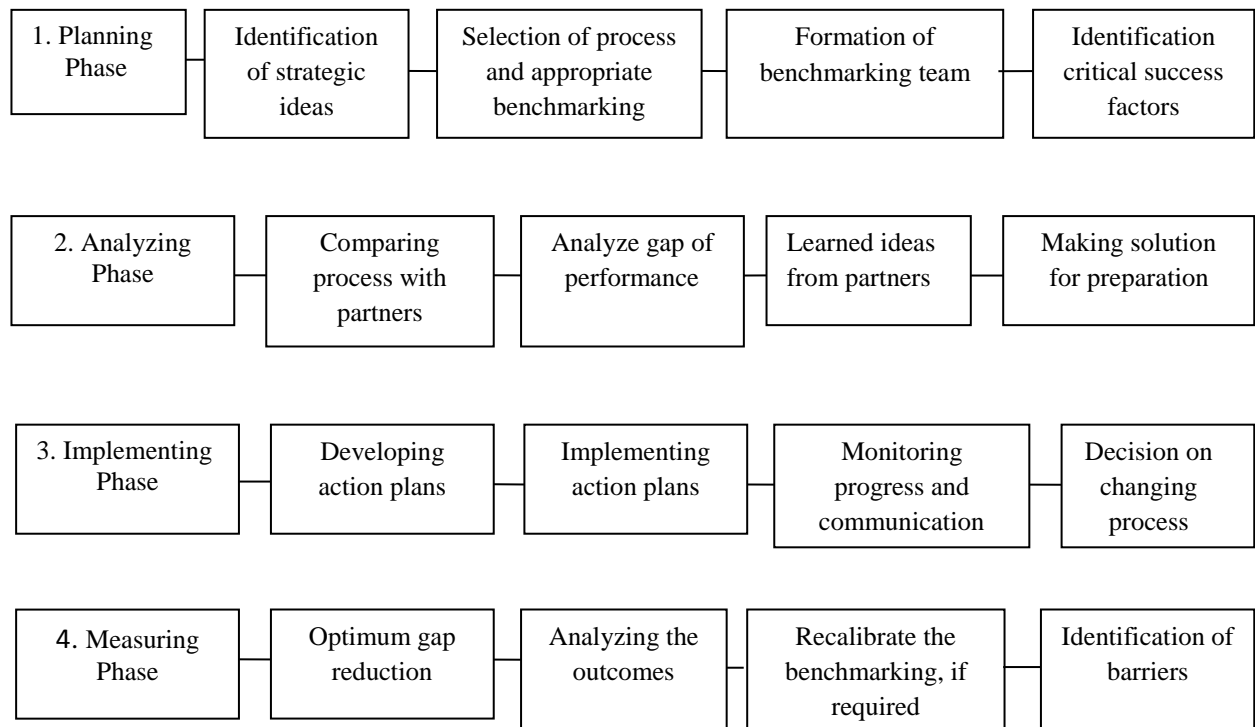 1. Planning
Phase
Identification
of strategic
ideas
Selection of process
and appropriate
benchmarking
Formation of
benchmarking team
Identification
critical success
factors
2. Analyzing
Phase
Comparing
process with
partners
Analyze gap of
performance
Learned ideas
from partners
Making solution
for preparation
3. Implementing
Phase
Developing
action plans
Implementing
action plans
Monitoring
progress and
communication
Decision on
changing
process
4. Measuring
Phase
Optimum gap
reduction
Analyzing the
outcomes
Recalibrate the
benchmarking, if
required
Identification of
barriers